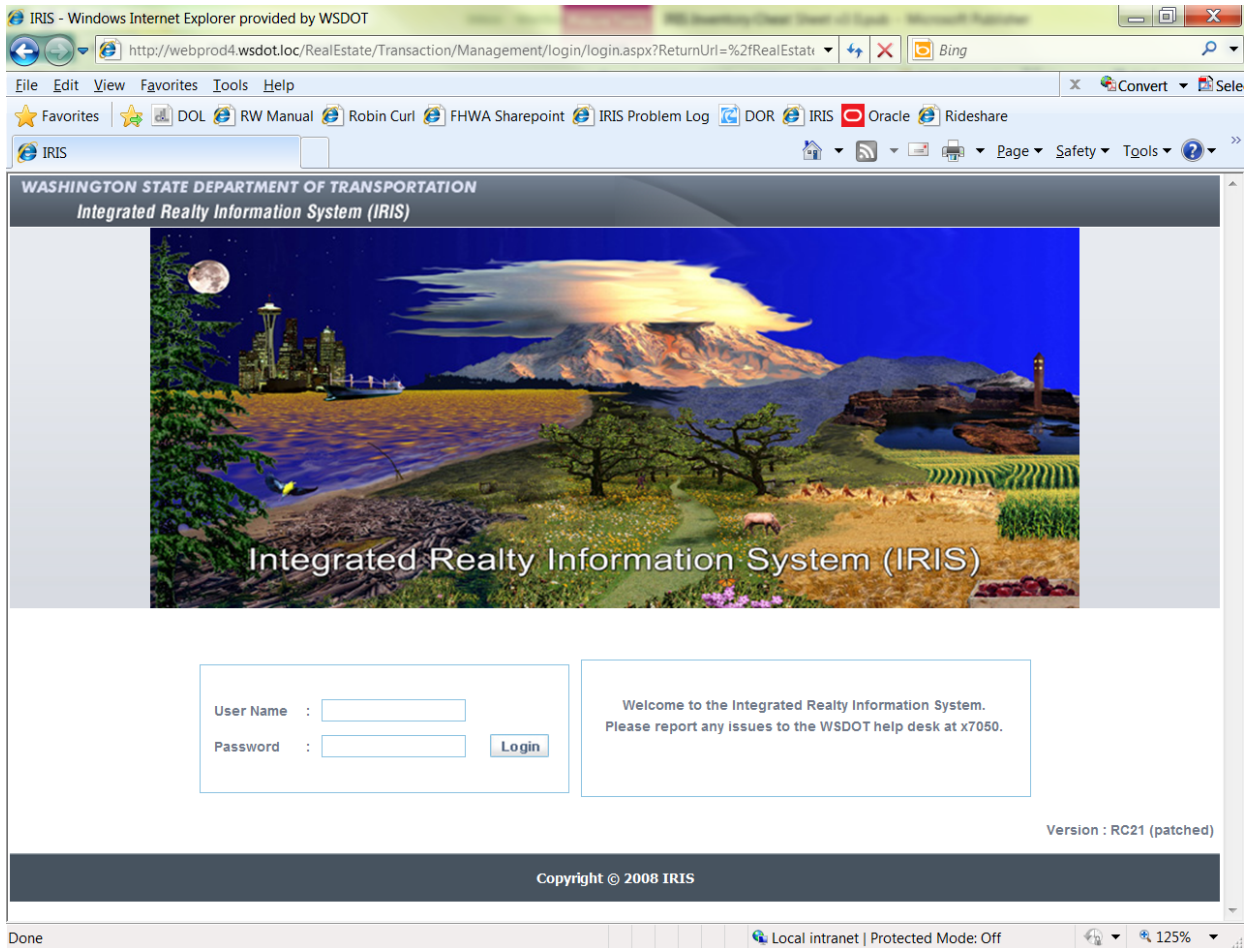 IRIS - Windows Internet Explorer provided by WSDOT
http://webprod4.wsdot.loc/RealEstate/Transaction/Management/login/login.aspx?ReturnUrl=%2fRealEstate
Bing
File Edit View Favorites Tools Help
x Convert Sele
Favorites DOL RW Manual Robin Curl FHWA Sharepoint IRIS Problem Log DOR IRIS Oracle Rideshare
IRIS
Page Safety Tools »
WASHINGTON STATE DEPARTMENT OF TRANSPORTATION
Integrated Realty Information System (IRIS)
Integrated Realty Information System (IRIS)
User Name :
Password : Login
Welcome to the Integrated Realty Information System.
Please report any issues to the WSDOT help desk at x7050.
Version : RC21 (patched)
Copyright © 2008 IRIS
Done Local intranet | Protected Mode: Off 125%